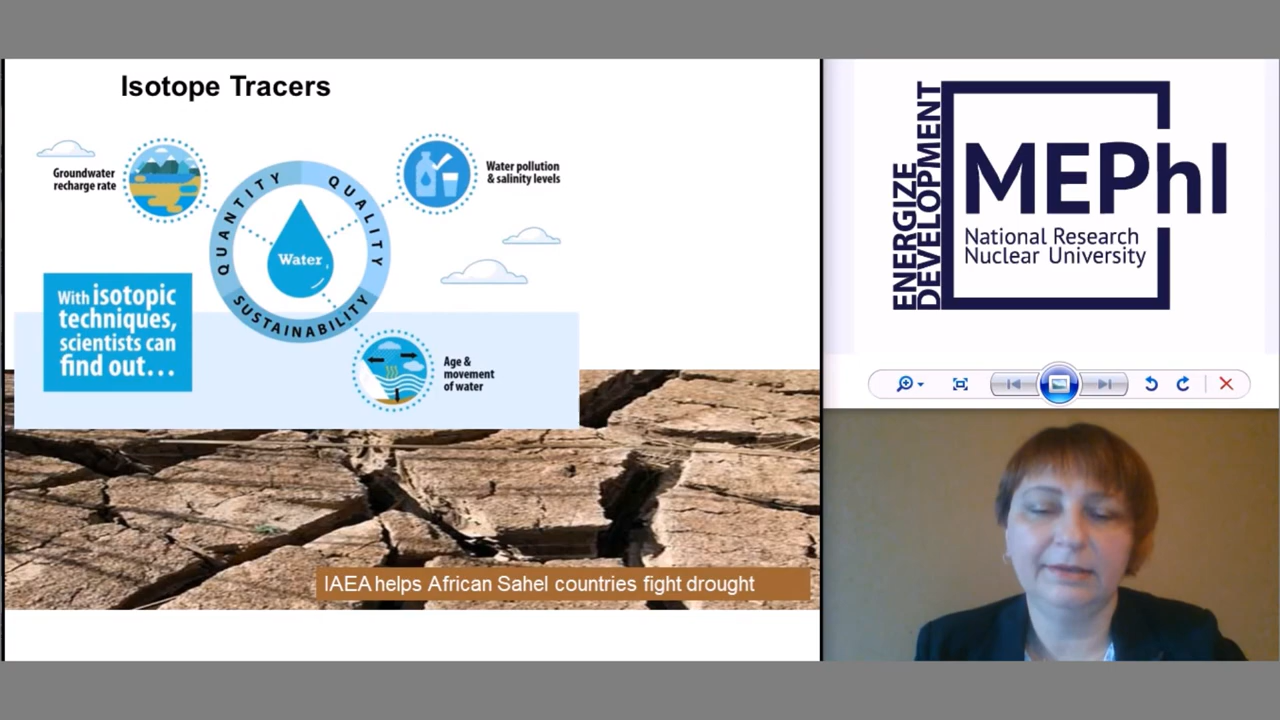 Isotope Tracers
Groundwater
recharge rate
Water pollution
& salinity levels
QUANTITY
QUALITY
SUSTAINABILITY
Water
With isotopic
techniques,
scientists can
find out...
Age &
movement
of water
IAEA helps African Sahel countries fight drought
ENERGIZE
DEVELOPMENT
MEPhI
National Research
Nuclear University